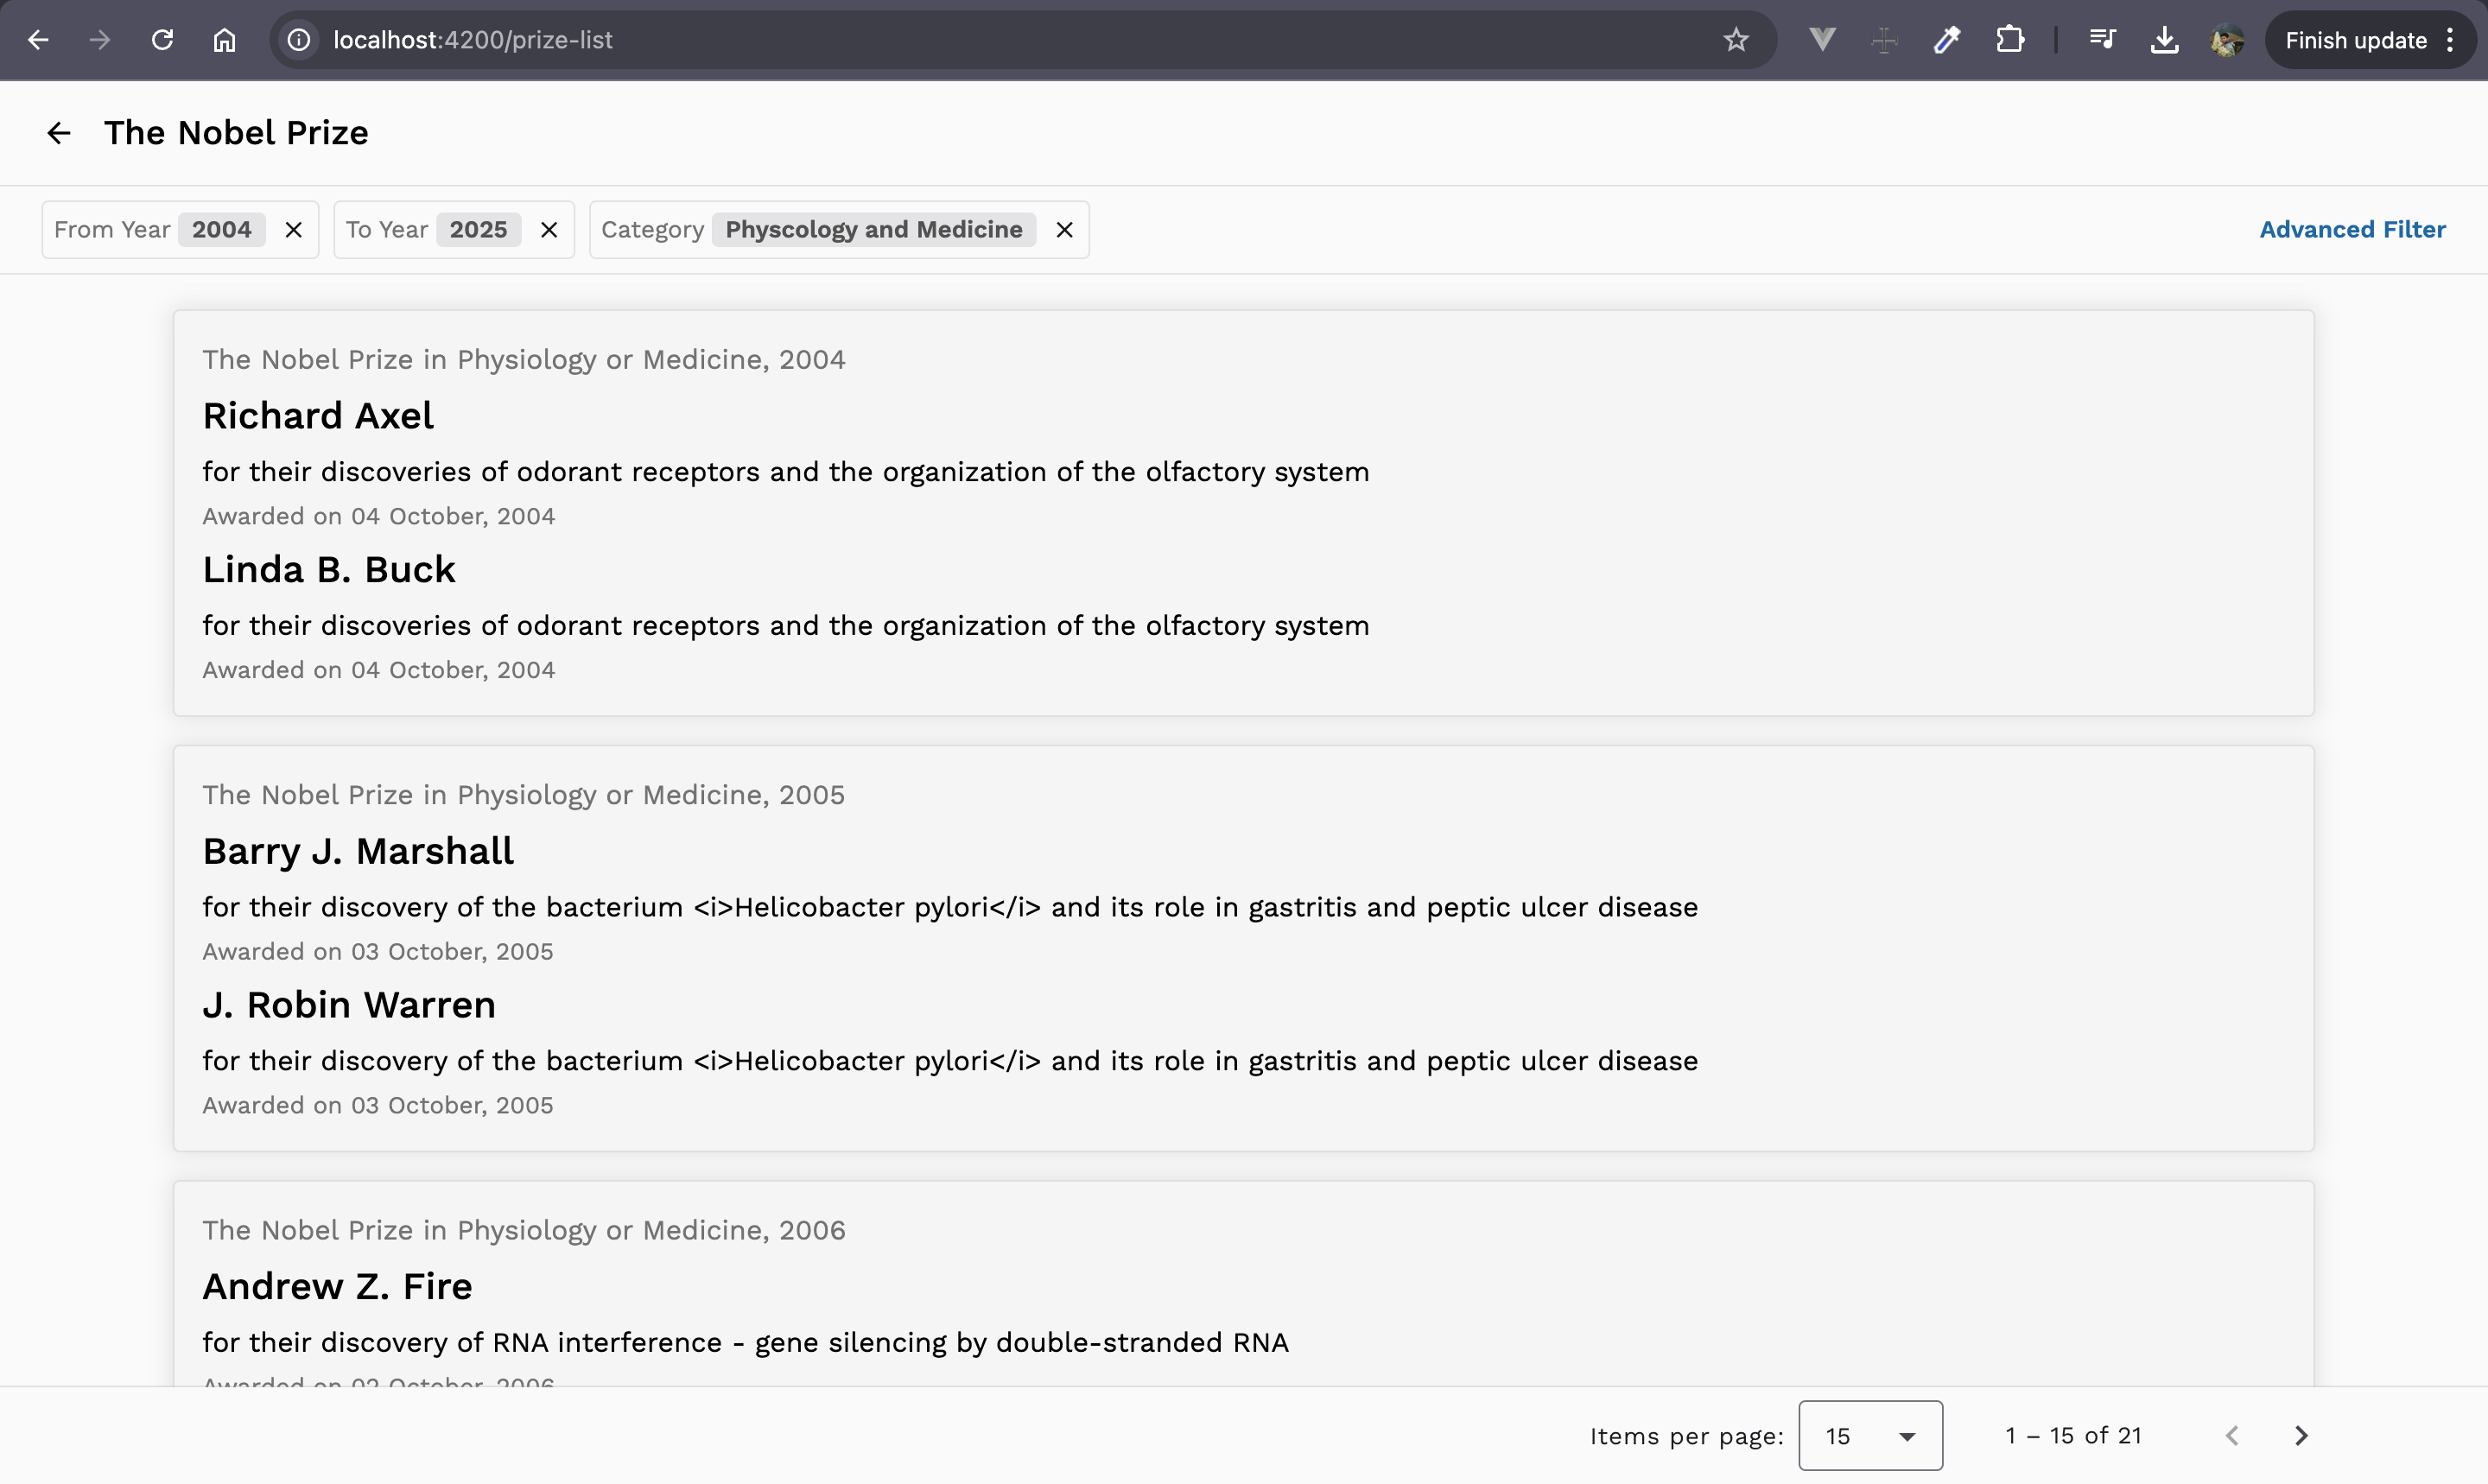 localhost:4200/prize-list
Finish update
The Nobel Prize
From Year 2004 To Year 2025 Category Physcology and Medicine Advanced Filter
The Nobel Prize in Physiology or Medicine, 2004
Richard Axel
for their discoveries of odorant receptors and the organization of the olfactory system
Awarded on 04 October, 2004
Linda B. Buck
for their discoveries of odorant receptors and the organization of the olfactory system
Awarded on 04 October, 2004
The Nobel Prize in Physiology or Medicine, 2005
Barry J. Marshall
for their discovery of the bacterium <i>Helicobacter pylori</i> and its role in gastritis and peptic ulcer disease
Awarded on 03 October, 2005
J. Robin Warren
for their discovery of the bacterium <i>Helicobacter pylori</i> and its role in gastritis and peptic ulcer disease
Awarded on 03 October, 2005
The Nobel Prize in Physiology or Medicine, 2006
Andrew Z. Fire
for their discovery of RNA interference - gene silencing by double-stranded RNA
Awarded on 02 October, 2006
Items per page: 15 1 – 15 of 21